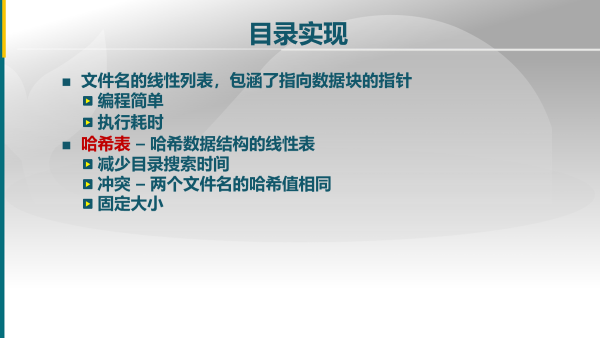 目录实现
文件名的线性列表，包涵了指向数据块的指针
编程简单
执行耗时
哈希表 – 哈希数据结构的线性表
减少目录搜索时间
冲突 – 两个文件名的哈希值相同
固定大小